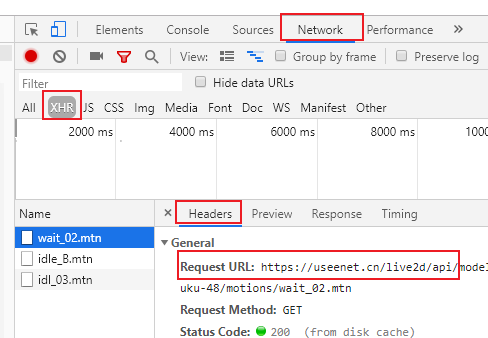 Elements Console Sources Network Performance »
View: Group by frame Preserve log
Filter Hide data URLs
All XHR JS CSS Img Media Font Doc WS Manifest Other
2000 ms 4000 ms 6000 ms 8000 ms 1000
Name × Headers Preview Response Timing
wait_02.mtn
idle_B.mtn
idl_03.mtn
▼ General
Request URL: https://useenet.cn/live2d/api/model
uku-48/motions/wait_02.mtn
Request Method: GET
Status Code: 200 (from disk cache)